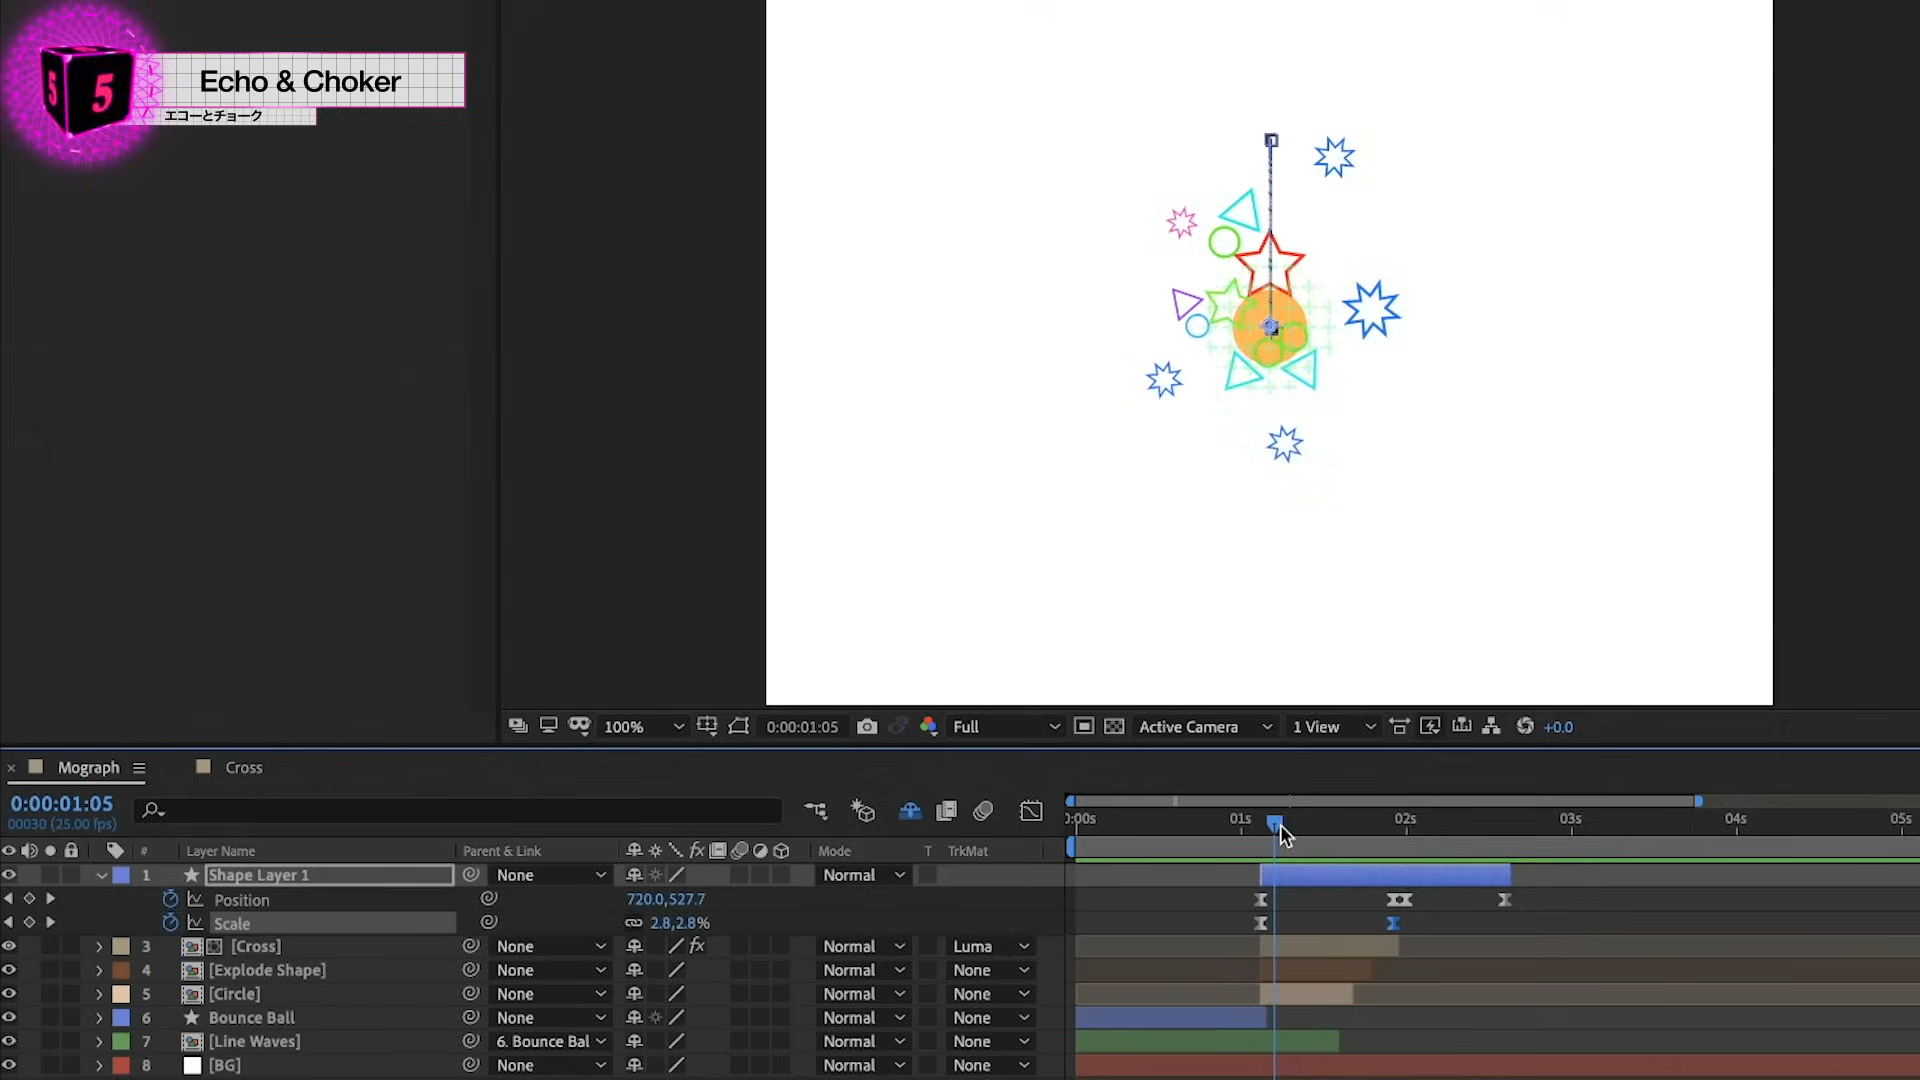 5 5
Echo & Choker
エコーとチョーク
100% 0:00:01:05 Full Active Camera 1 View +0.0
× Mograph Cross
0:00:01:05
00030 (25.00 fps)
0:00s 01s 02s 03s 04s 05s
# Layer Name Parent & Link fx Mode T TrkMat
1 Shape Layer 1 None Normal
Position 720.0,527.7
Scale 2.8,2.8%
3 [Cross] None fx Normal Luma
4 [Explode Shape] None Normal None
5 [Circle] None Normal None
6 Bounce Ball None Normal None
7 [Line Waves] 6. Bounce Bal Normal None
8 [BG] None Normal None